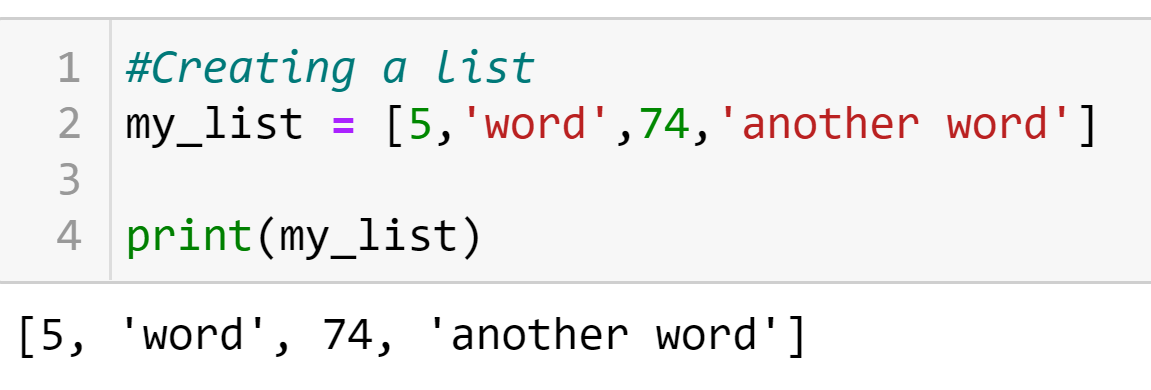 1 #Creating a list
2 my_list = [5,'word',74,'another word']
3
4 print(my_list)
[5, 'word', 74, 'another word']